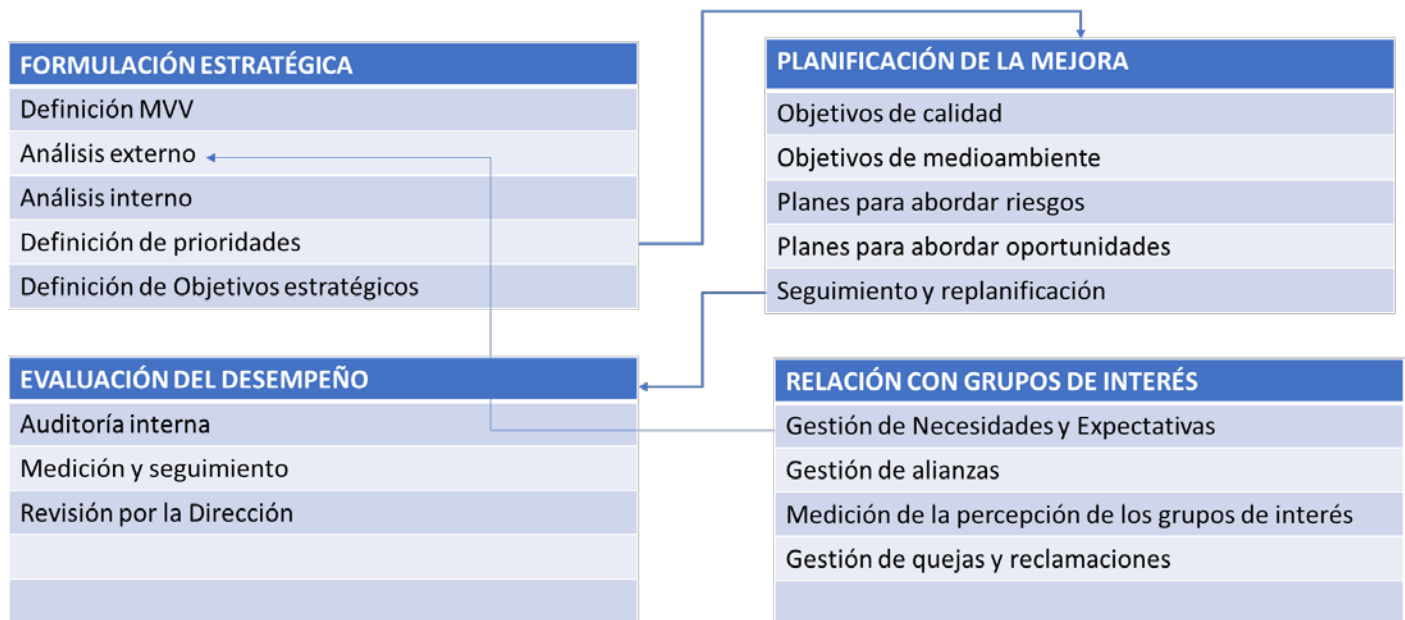 FORMULACIÓN ESTRATÉGICA
Definición MVV
Análisis externo
Análisis interno
Definición de prioridades
Definición de Objetivos estratégicos
PLANIFICACIÓN DE LA MEJORA
Objetivos de calidad
Objetivos de medioambiente
Planes para abordar riesgos
Planes para abordar oportunidades
Seguimiento y replanificación
EVALUACIÓN DEL DESEMPEÑO
Auditoría interna
Medición y seguimiento
Revisión por la Dirección
RELACIÓN CON GRUPOS DE INTERÉS
Gestión de Necesidades y Expectativas
Gestión de alianzas
Medición de la percepción de los grupos de interés
Gestión de quejas y reclamaciones